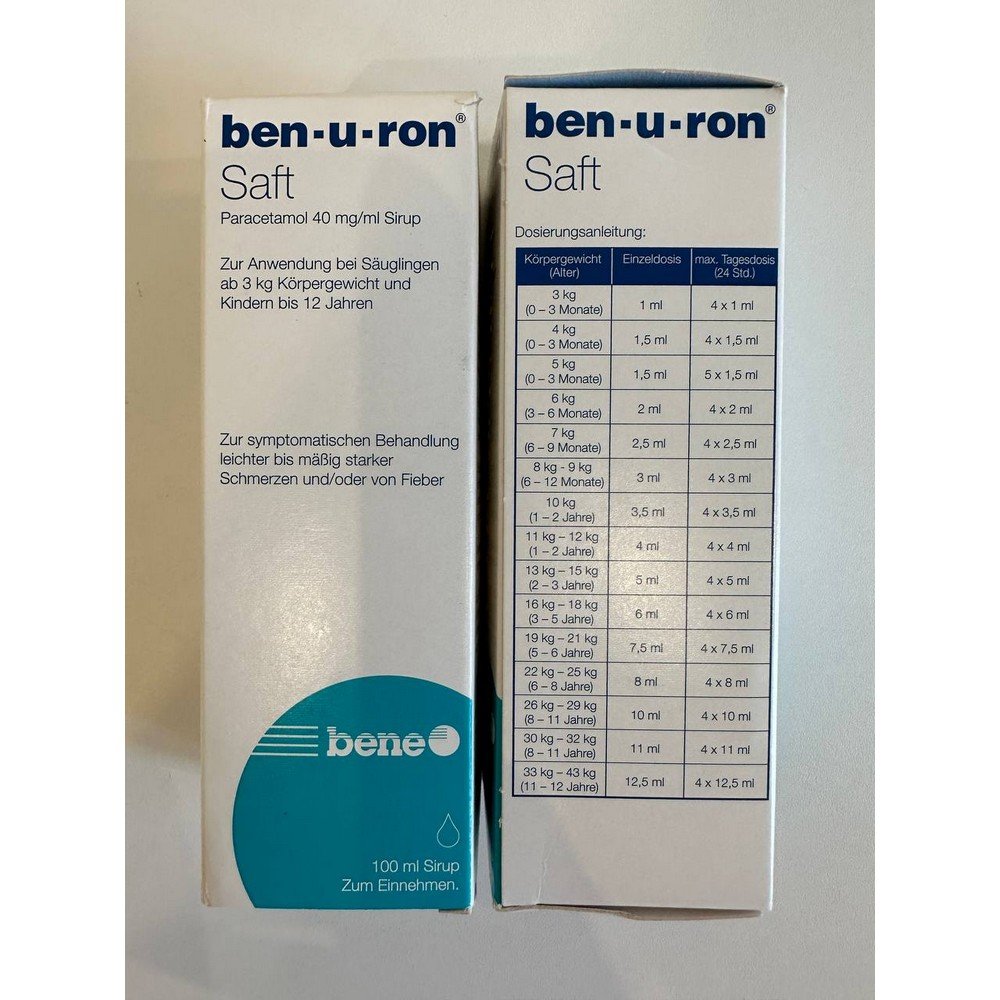 ben-u-ron®
Saft
Paracetamol 40 mg/ml Sirup
Zur Anwendung bei Säuglingen
ab 3 kg Körpergewicht und
Kindern bis 12 Jahren
Zur symptomatischen Behandlung
leichter bis mäßig starker
Schmerzen und/oder von Fieber
bene
100 ml Sirup
Zum Einnehmen.
ben-u-ron®
Saft
Dosierungsanleitung:
Körpergewicht (Alter) Einzeldosis max. Tagesdosis (24 Std.)
3 kg (0 – 3 Monate) 1 ml 4 x 1 ml
4 kg (0 – 3 Monate) 1,5 ml 4 x 1,5 ml
5 kg (0 – 3 Monate) 1,5 ml 5 x 1,5 ml
6 kg (3 – 6 Monate) 2 ml 4 x 2 ml
7 kg (6 – 9 Monate) 2,5 ml 4 x 2,5 ml
8 kg - 9 kg (6 – 12 Monate) 3 ml 4 x 3 ml
10 kg (1 – 2 Jahre) 3,5 ml 4 x 3,5 ml
11 kg – 12 kg (1 – 2 Jahre) 4 ml 4 x 4 ml
13 kg – 15 kg (2 – 3 Jahre) 5 ml 4 x 5 ml
16 kg – 18 kg (3 – 5 Jahre) 6 ml 4 x 6 ml
19 kg – 21 kg (5 – 6 Jahre) 7,5 ml 4 x 7,5 ml
22 kg – 25 kg (6 – 8 Jahre) 8 ml 4 x 8 ml
26 kg – 29 kg (8 – 11 Jahre) 10 ml 4 x 10 ml
30 kg – 32 kg (8 – 11 Jahre) 11 ml 4 x 11 ml
33 kg – 43 kg (11 – 12 Jahre) 12,5 ml 4 x 12,5 ml